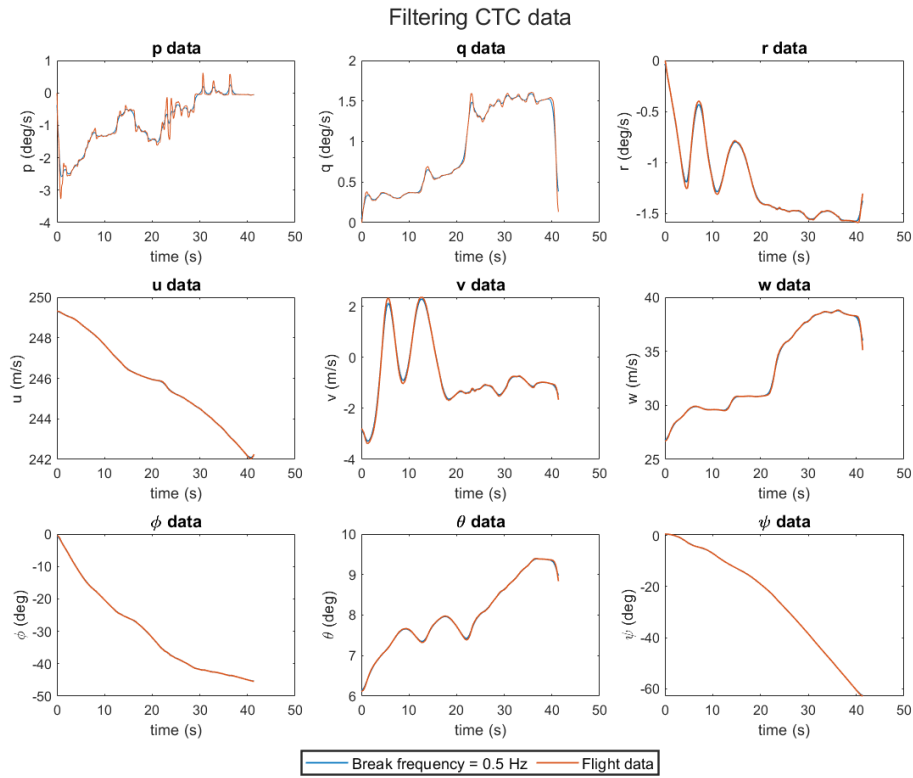 Filtering CTC data
p data
q data
r data
1
0
-1
-2
-3
-4
p (deg/s)
0 10 20 30 40 50
time (s)
2
1.5
1
0.5
0
q (deg/s)
0 10 20 30 40 50
time (s)
0
-0.5
-1
-1.5
r (deg/s)
0 10 20 30 40 50
time (s)
u data
v data
w data
250
248
246
244
242
u (m/s)
0 10 20 30 40 50
time (s)
2
0
-2
-4
v (m/s)
0 10 20 30 40 50
time (s)
40
35
30
25
w (m/s)
0 10 20 30 40 50
time (s)
ϕ data
θ data
ψ data
0
-10
-20
-30
-40
-50
ϕ (deg)
0 10 20 30 40 50
time (s)
10
9
8
7
6
θ (deg)
0 10 20 30 40 50
time (s)
0
-20
-40
-60
ψ (deg)
0 10 20 30 40 50
time (s)
Break frequency = 0.5 Hz
Flight data